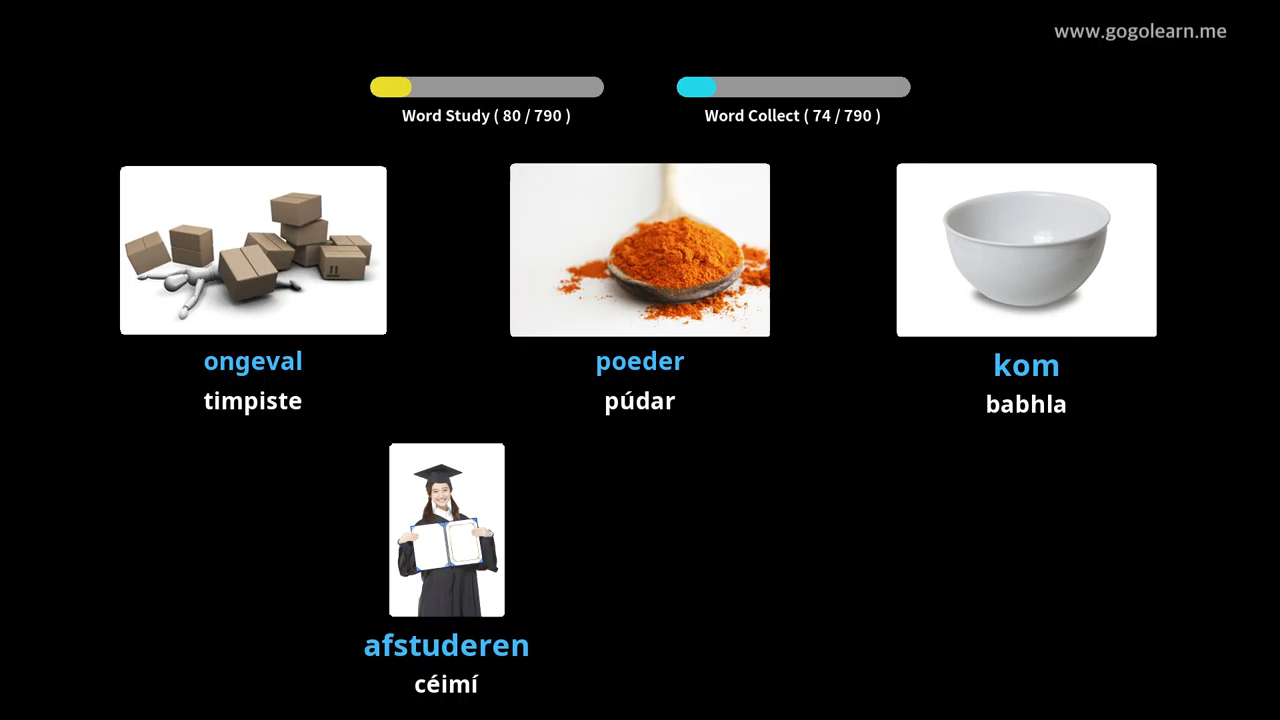 www.gogolearn.me
Word Study ( 80 / 790 )
Word Collect ( 74 / 790 )
ongeval
timpiste
poeder
púdar
kom
babhla
afstuderen
céimí